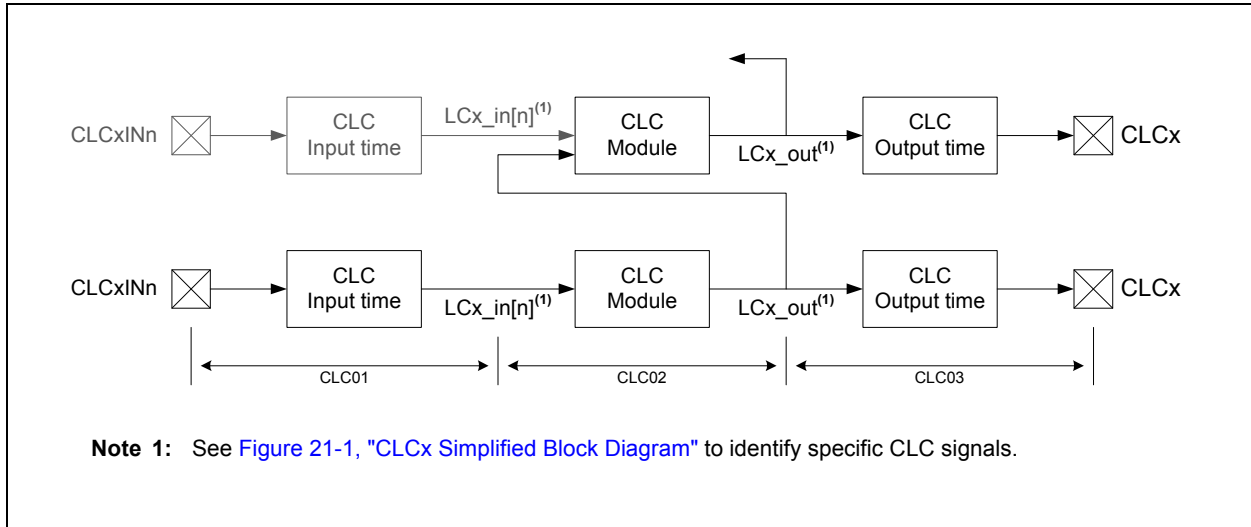 CLCxINn
CLC
Input time
LCx_in[n](1)
CLC
Module
LCx_out(1)
CLC
Output time
CLCx
CLCxINn
CLC
Input time
LCx_in[n](1)
CLC
Module
LCx_out(1)
CLC
Output time
CLCx
CLC01
CLC02
CLC03
Note 1: See Figure 21-1, "CLCx Simplified Block Diagram" to identify specific CLC signals.